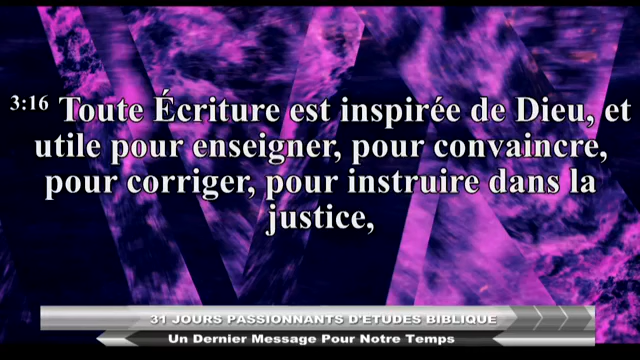 3:16 Toute Écriture est inspirée de Dieu, et
utile pour enseigner, pour convaincre,
pour corriger, pour instruire dans la
justice,
31 JOURS PASSIONNANTS D'ETUDES BIBLIQUE
Un Dernier Message Pour Notre Temps